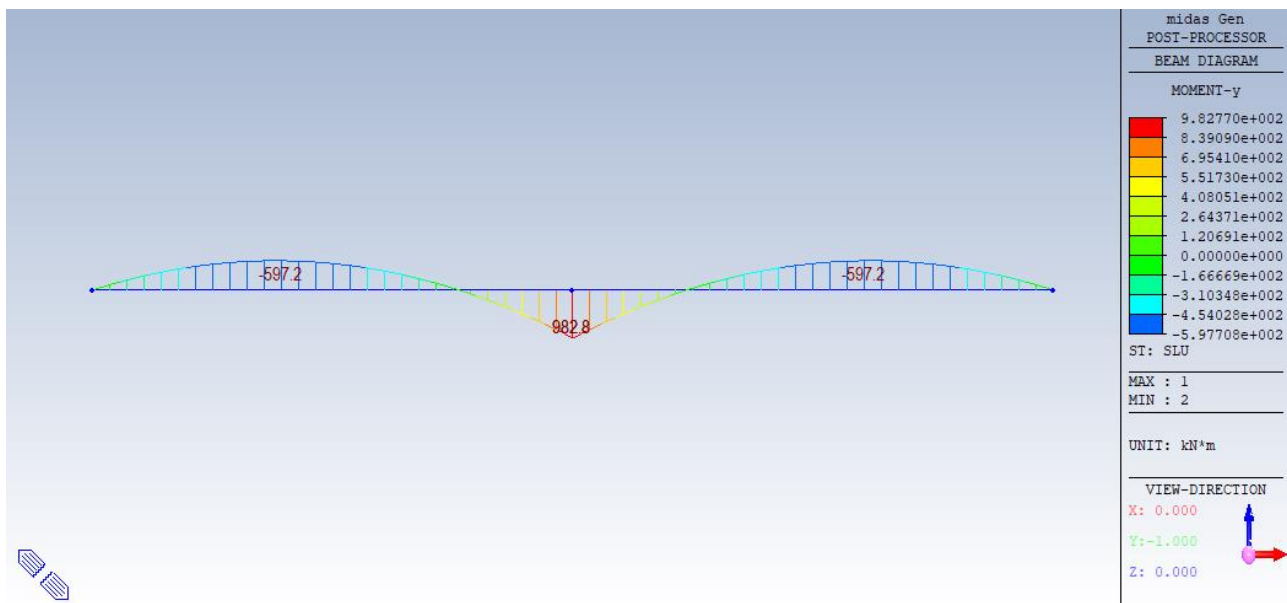 midas Gen
POST-PROCESSOR
BEAM DIAGRAM
MOMENT-y
9.82770e+002
8.39090e+002
6.95410e+002
5.51730e+002
4.08051e+002
2.64371e+002
1.20691e+002
0.00000e+000
-1.66669e+002
-3.10348e+002
-4.54028e+002
-5.97708e+002
ST: SLU
MAX : 1
MIN : 2
UNIT: kN*m
VIEW-DIRECTION
X: 0.000
Y:-1.000
Z: 0.000
-597.2
-597.2
982.8